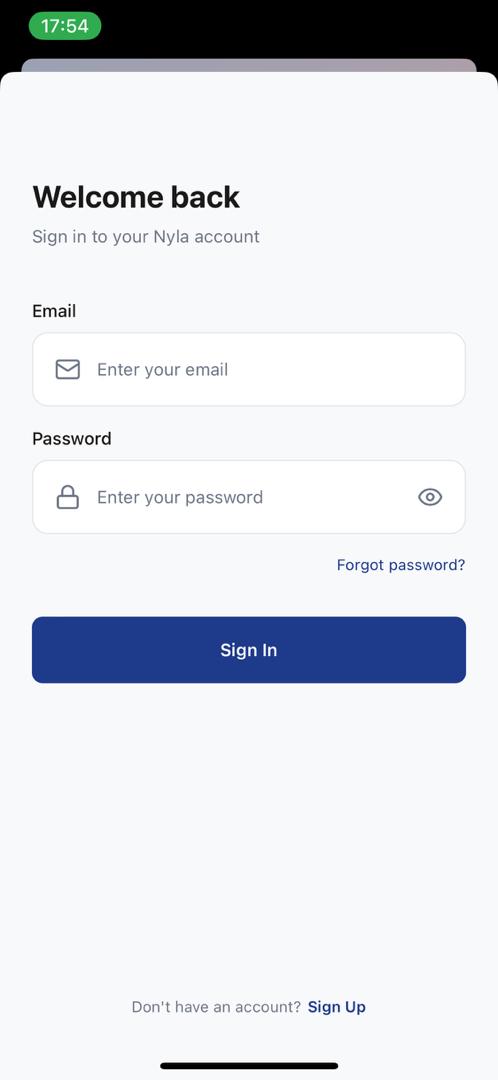 17:54
Welcome back
Sign in to your Nyla account
Email
Enter your email
Password
Enter your password
Forgot password?
Sign In
Don't have an account? Sign Up